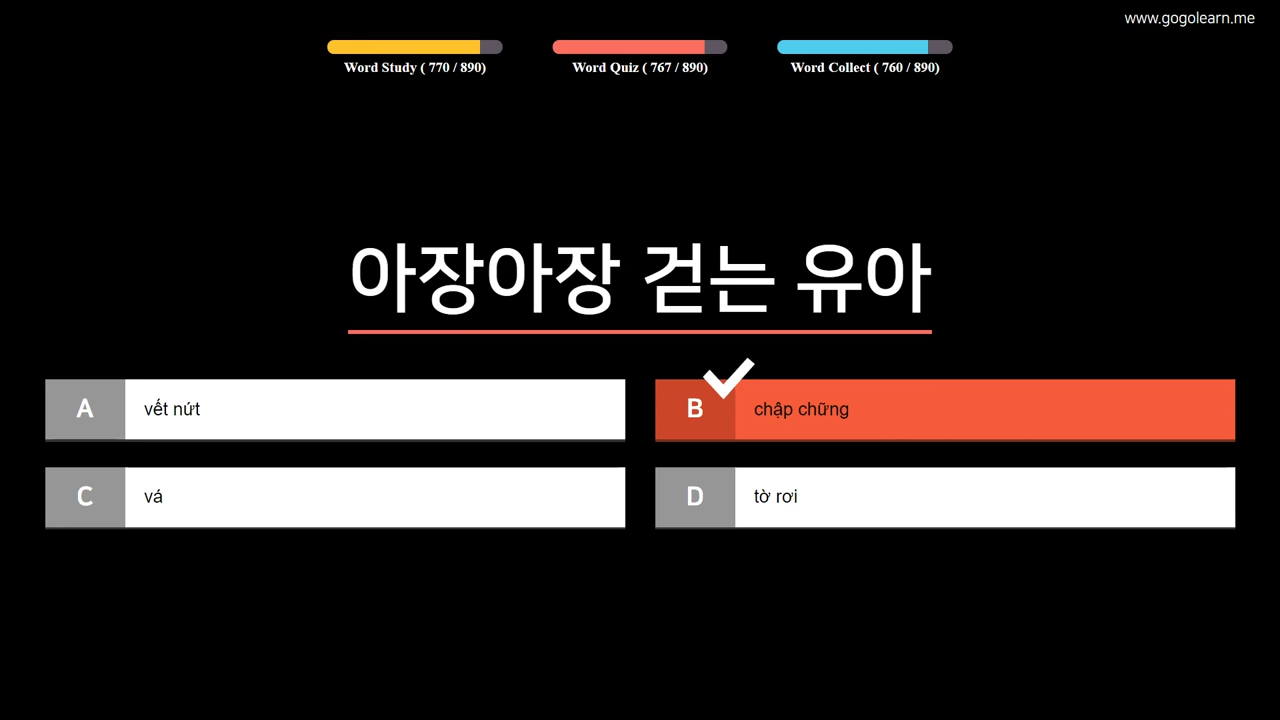 www.gogolearn.me
Word Study ( 770 / 890)
Word Quiz ( 767 / 890)
Word Collect ( 760 / 890)
아장아장 걷는 유아
A vết nứt
B chập chững
C vá
D tờ rơi